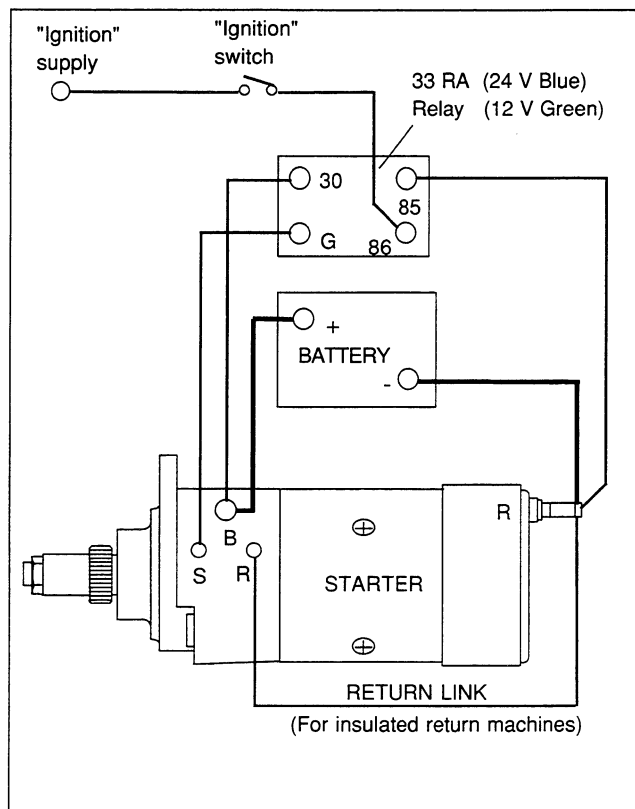 "Ignition"
supply
"Ignition"
switch
33 RA (24 V Blue)
Relay (12 V Green)
30
85
G
86
+
BATTERY
-
B
S
R
R
STARTER
RETURN LINK
(For insulated return machines)